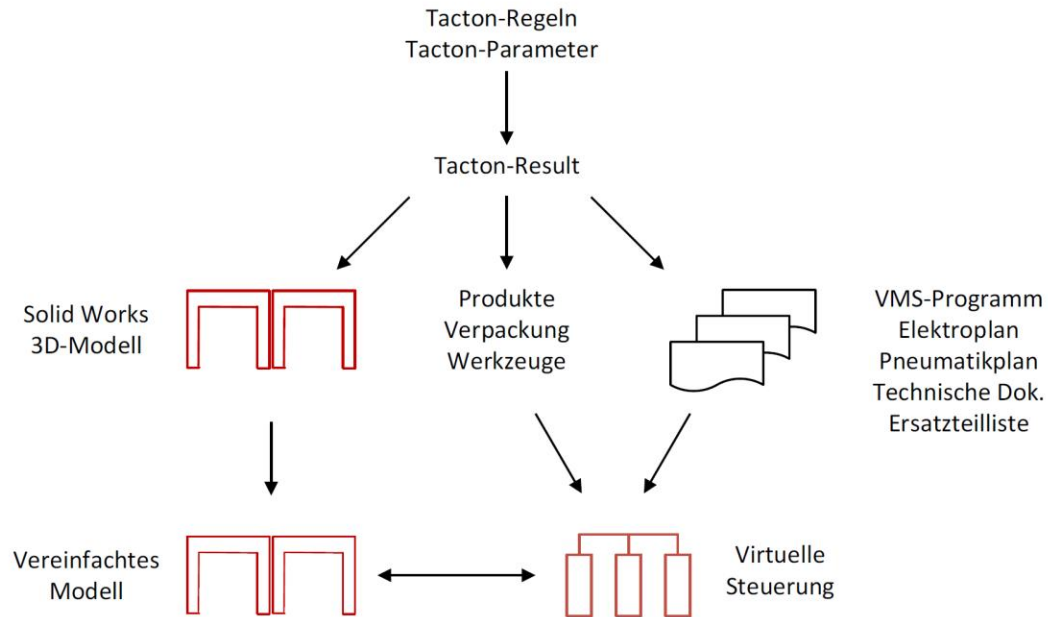 Tacton-Regeln
Tacton-Parameter
Tacton-Result
Solid Works
3D-Modell
Produkte
Verpackung
Werkzeuge
VMS-Programm
Elektroplan
Pneumatikplan
Technische Dok.
Ersatzteilliste
Vereinfachtes
Modell
Virtuelle
Steuerung